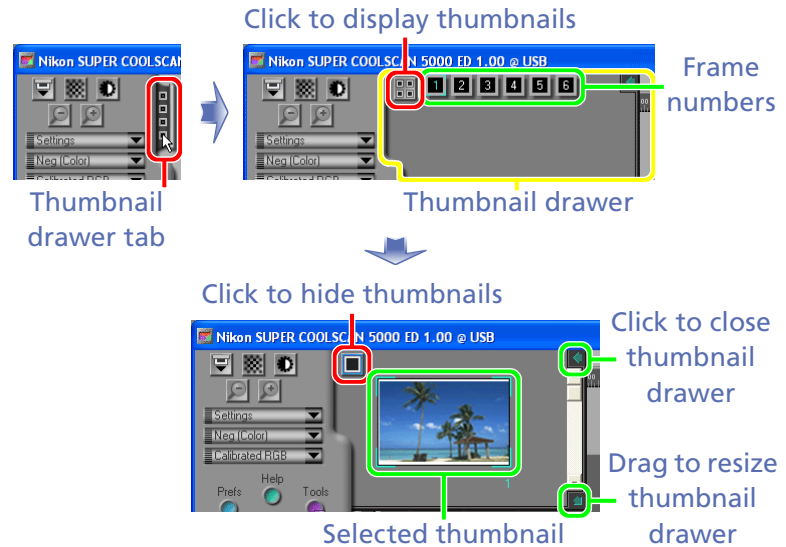 Click to display thumbnails
Nikon SUPER COOLSCAN
Settings
Neg (Color)
Calibrated RGB
Thumbnail
drawer tab
Nikon SUPER COOLSCAN 5000 ED 1.00 @ USB
1 2 3 4 5 6
Settings
Neg (Color)
Calibrated RGB
Frame
numbers
Thumbnail drawer
Click to hide thumbnails
Nikon SUPER COOLSCAN 5000 ED 1.00 @ USB
Settings
Neg (Color)
Calibrated RGB
Prefs
Help
Tools
1
Click to close
thumbnail
drawer
Drag to resize
thumbnail
drawer
Selected thumbnail